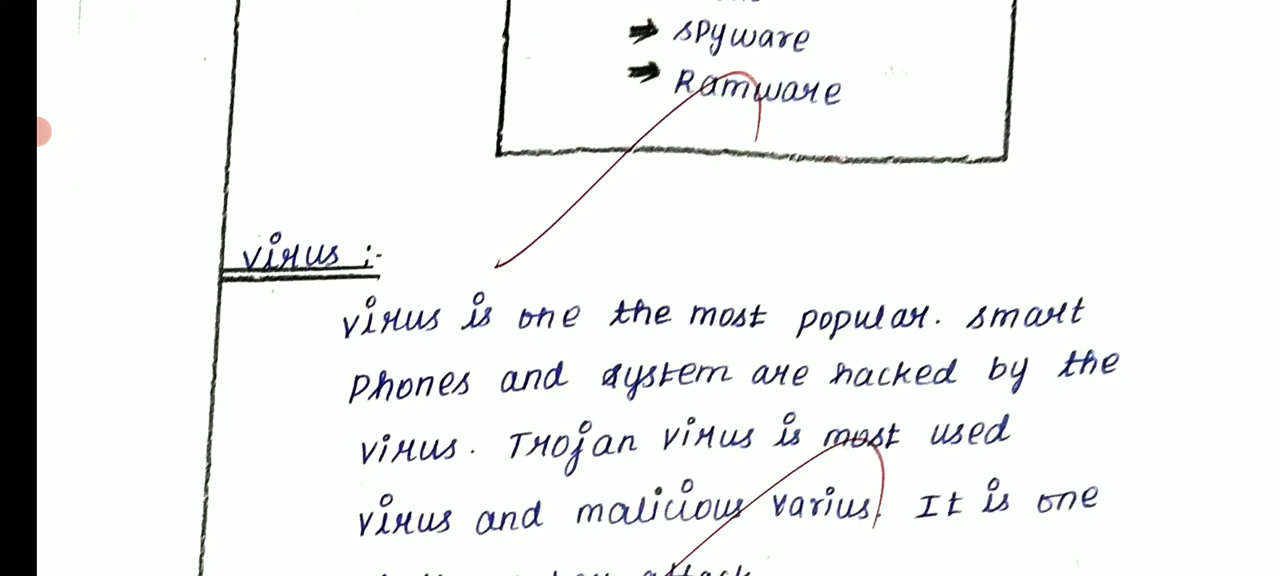 → spyware
→ Ramware
virus :-
virus is one the most popular. smart
phones and system are hacked by the
virus. Trojan virus is most used
virus and malicious varius. It is one
attack